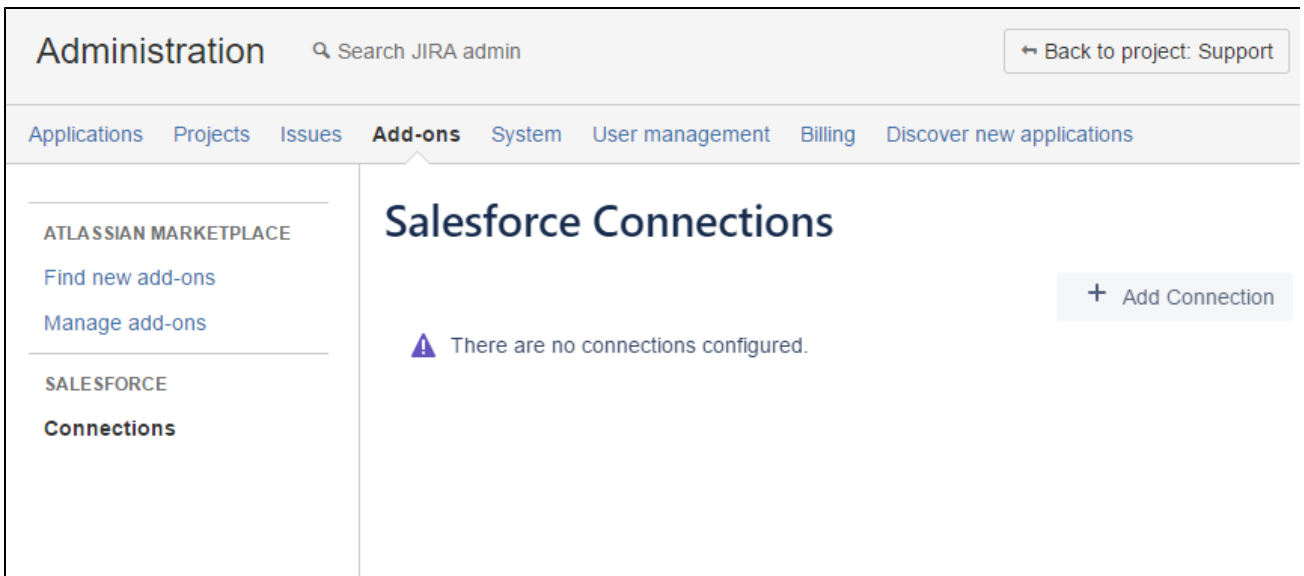 Administration Search JIRA admin Back to project: Support
Applications Projects Issues Add-ons System User management Billing Discover new applications
ATLASSIAN MARKETPLACE
Find new add-ons
Manage add-ons
SALESFORCE
Connections
Salesforce Connections
+ Add Connection
There are no connections configured.